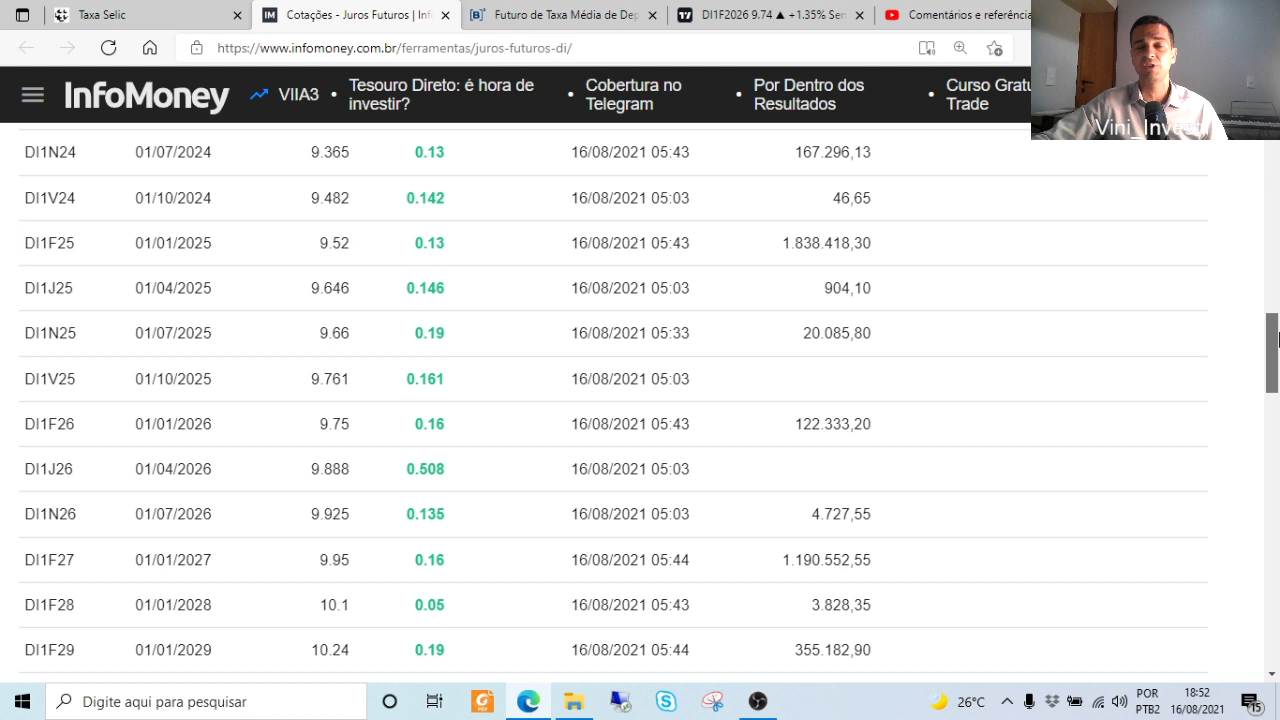 Taxa Selic
Cotações - Juros Futuros | Info
Futuro de Taxa Média de Dep
DI1F2026 9.74 ▲ +1.35% Sem
Comentários e referência
https://www.infomoney.com.br/ferramentas/juros-futuros-di/
InfoMoney
VIIA3
Tesouro Direto: é hora de
investir?
Cobertura no
Telegram
Por Dentro dos
Resultados
Curso Gratu
Trade
Vini_Invest
DI1N24 01/07/2024 9.365 0.13 16/08/2021 05:43 167.296,13
DI1V24 01/10/2024 9.482 0.142 16/08/2021 05:03 46,65
DI1F25 01/01/2025 9.52 0.13 16/08/2021 05:43 1.838.418,30
DI1J25 01/04/2025 9.646 0.146 16/08/2021 05:03 904,10
DI1N25 01/07/2025 9.66 0.19 16/08/2021 05:33 20.085,80
DI1V25 01/10/2025 9.761 0.161 16/08/2021 05:03
DI1F26 01/01/2026 9.75 0.16 16/08/2021 05:43 122.333,20
DI1J26 01/04/2026 9.888 0.508 16/08/2021 05:03
DI1N26 01/07/2026 9.925 0.135 16/08/2021 05:03 4.727,55
DI1F27 01/01/2027 9.95 0.16 16/08/2021 05:44 1.190.552,55
DI1F28 01/01/2028 10.1 0.05 16/08/2021 05:43 3.828,35
DI1F29 01/01/2029 10.24 0.19 16/08/2021 05:44 355.182,90
Digite aqui para pesquisar
26°C
POR
PTB2
18:52
16/08/2021
15